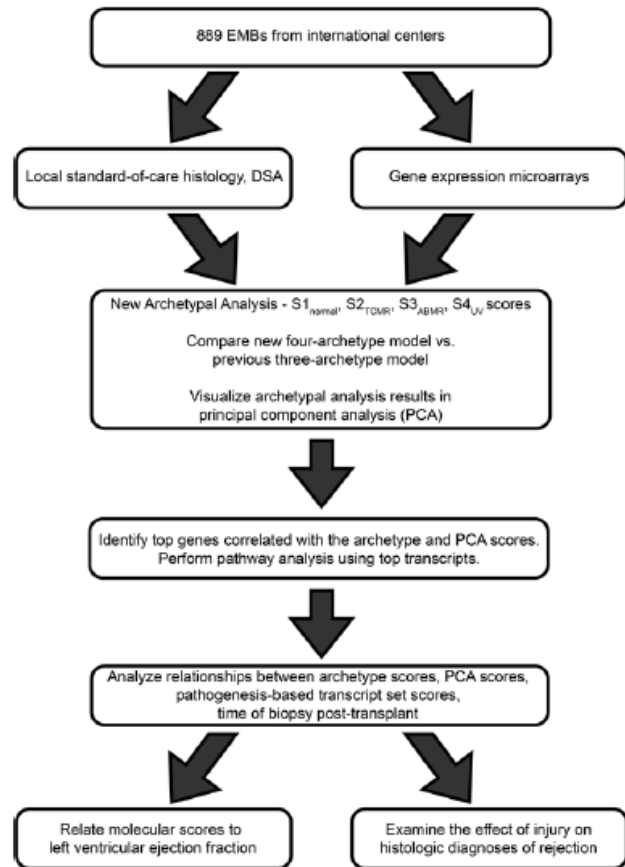 889 EMBs from international centers
Local standard-of-care histology, DSA
Gene expression microarrays
New Archetypal Analysis - S1normal, S2TCMR, S3ABMR, S4UV scores
Compare new four-archetype model vs.
previous three-archetype model
Visualize archetypal analysis results in
principal component analysis (PCA)
Identify top genes correlated with the archetype and PCA scores.
Perform pathway analysis using top transcripts.
Analyze relationships between archetype scores, PCA scores,
pathogenesis-based transcript set scores,
time of biopsy post-transplant
Relate molecular scores to
left ventricular ejection fraction
Examine the effect of injury on
histologic diagnoses of rejection